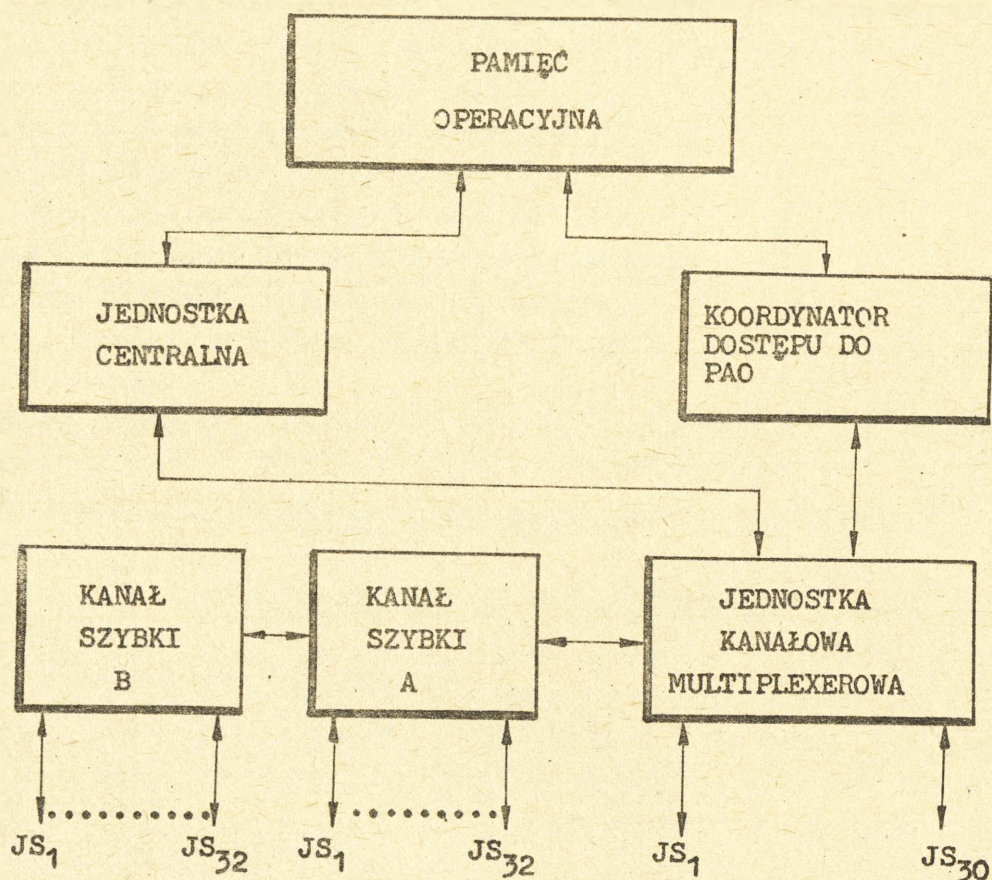 PAMIĘĆ
OPERACYJNA
JEDNOSTKA
CENTRALNA
KOORDYNATOR
DOSTĘPU DO
PAO
KANAŁ
SZYBKI
B
KANAŁ
SZYBKI
A
JEDNOSTKA
KANAŁOWA
MULTIPLEXEROWA
JS₁ JS₃₂ JS₁ JS₃₂ JS₁ JS₃₀